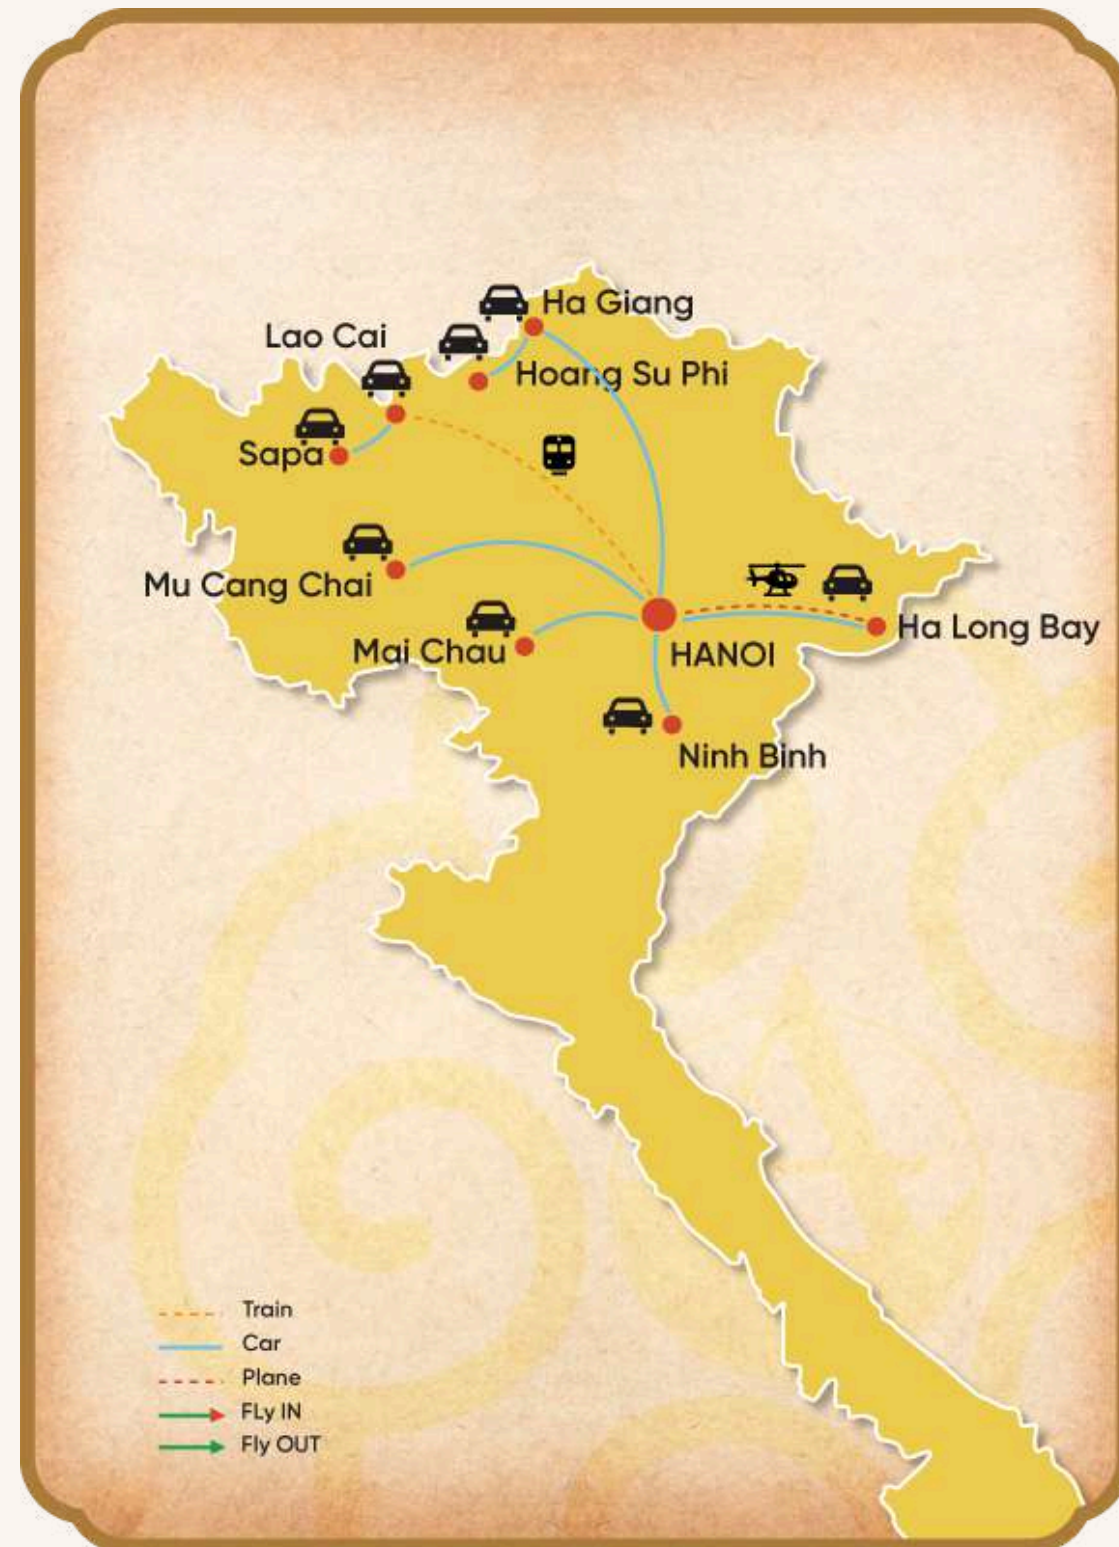 Ha Giang
Lao Cai
Hoang Su Phi
Sapa
Mu Cang Chai
Ha Long Bay
Mai Chau
HANOI
Ninh Binh
Train
Car
Plane
FLy IN
Fly OUT